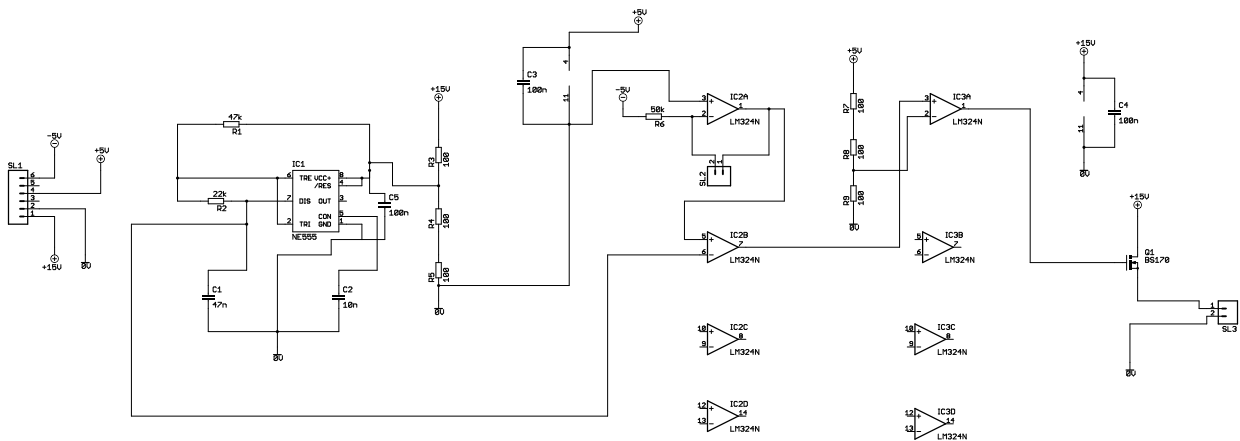 +5V
-5V
+5V
SL1
6
5
4
3
2
1
+15V
0V
47k
R1
22k
R2
IC1
6
TRE
VCC+
8
/RES
4
7
DIS
OUT
3
CON
5
2
TRI
GND
1
NE555
C5
100n
C1
47n
C2
10n
0V
+15V
R3
100
R4
100
R5
100
0V
C3
100n
4
11
-5V
50k
R6
IC2A
3
+
2
-
1
LM324N
SL2
2
1
IC2B
5
+
6
-
7
LM324N
IC2C
10
+
9
-
8
LM324N
IC2D
12
+
13
-
14
LM324N
+5V
R7
100
R8
100
R9
100
0V
IC3A
3
+
2
-
1
LM324N
IC3B
5
+
6
-
7
LM324N
IC3C
10
+
9
-
8
LM324N
IC3D
12
+
13
-
14
LM324N
+15V
4
11
C4
100n
0V
+15V
Q1
BS170
1
2
SL3
0V